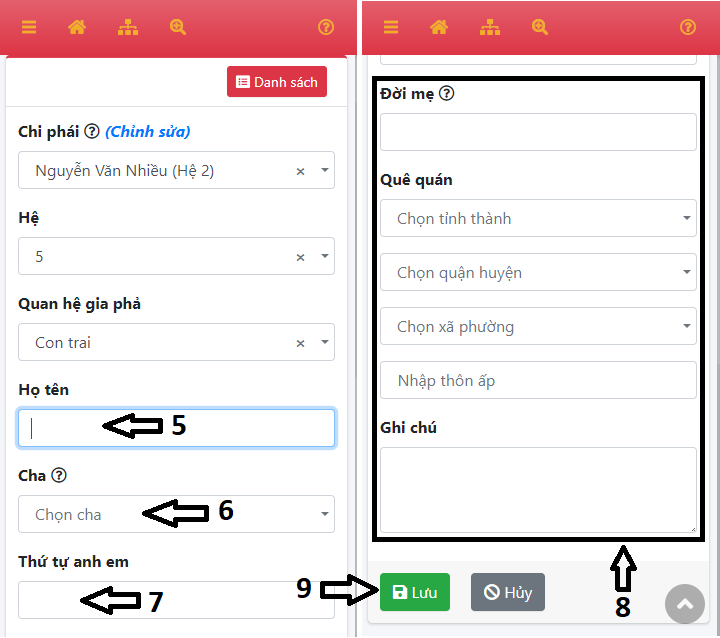 Danh sách
Chi phái (Chỉnh sửa)
Nguyễn Văn Nhiều (Hệ 2) ×
Hệ
5 ×
Quan hệ gia phả
Con trai ×
Họ tên
5
Cha
Chọn cha
6
Thứ tự anh em
7
Đời mẹ
Quê quán
Chọn tỉnh thành
Chọn quận huyện
Chọn xã phường
Nhập thôn ấp
Ghi chú
9
Lưu
Hủy
8